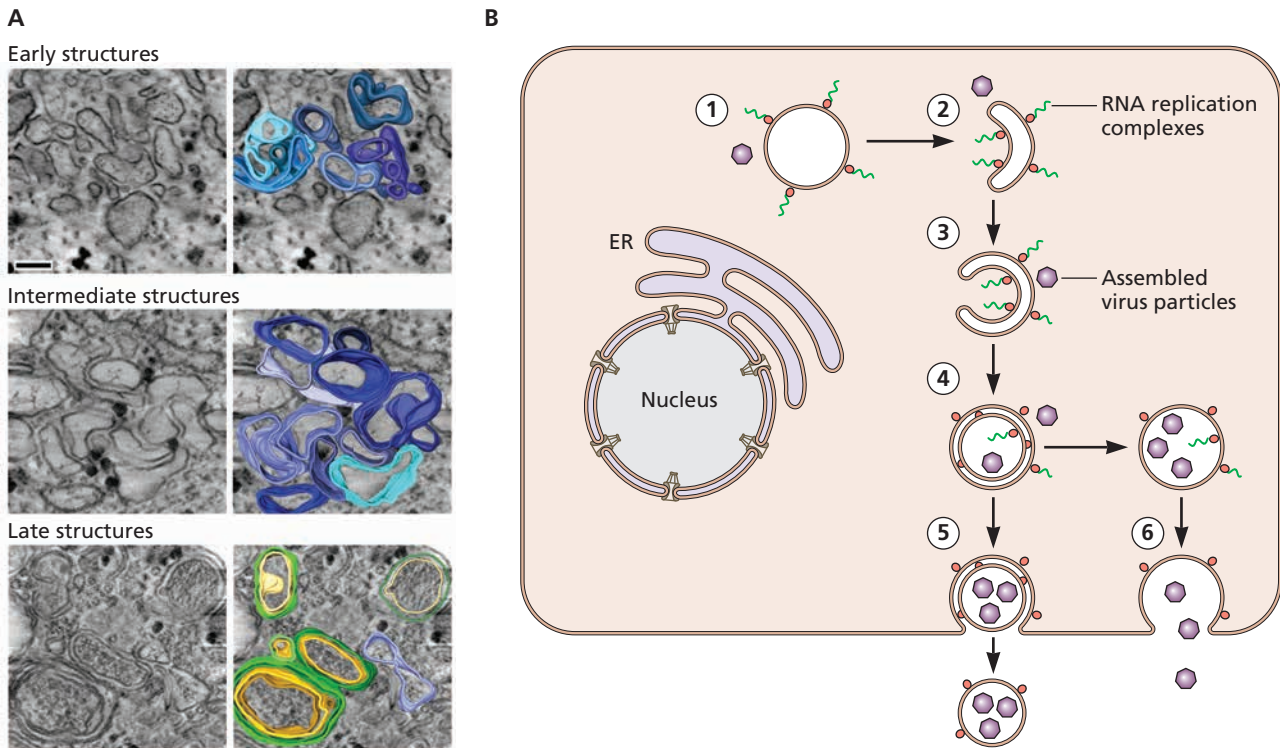 A
Early structures
Intermediate structures
Late structures
B
1
2
RNA replication
complexes
3
ER
Assembled
virus particles
4
Nucleus
5
6